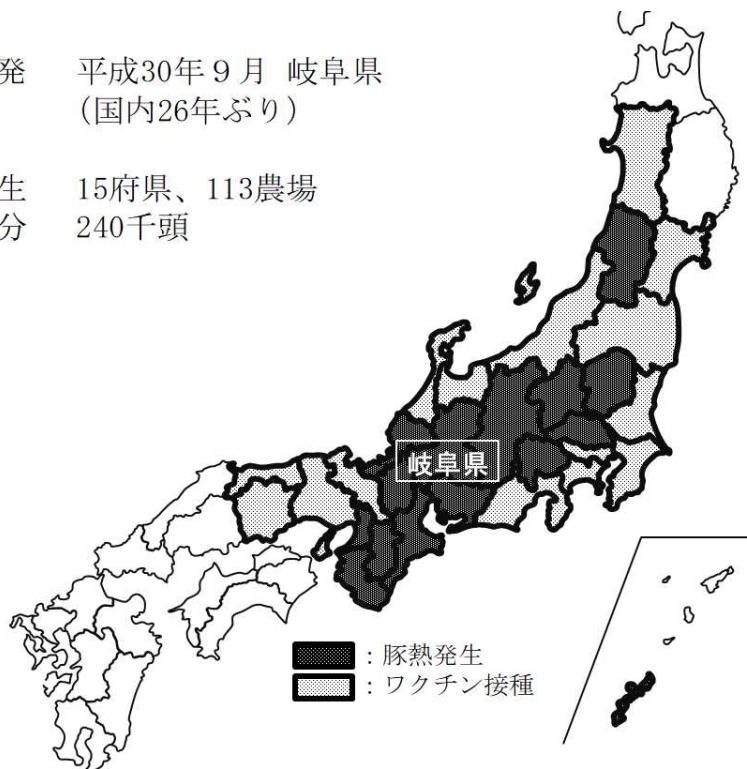 発　平成30年９月 岐阜県
（国内26年ぶり）
生　15府県、113農場
分　240千頭
岐阜県
：豚熱発生
：ワクチン接種